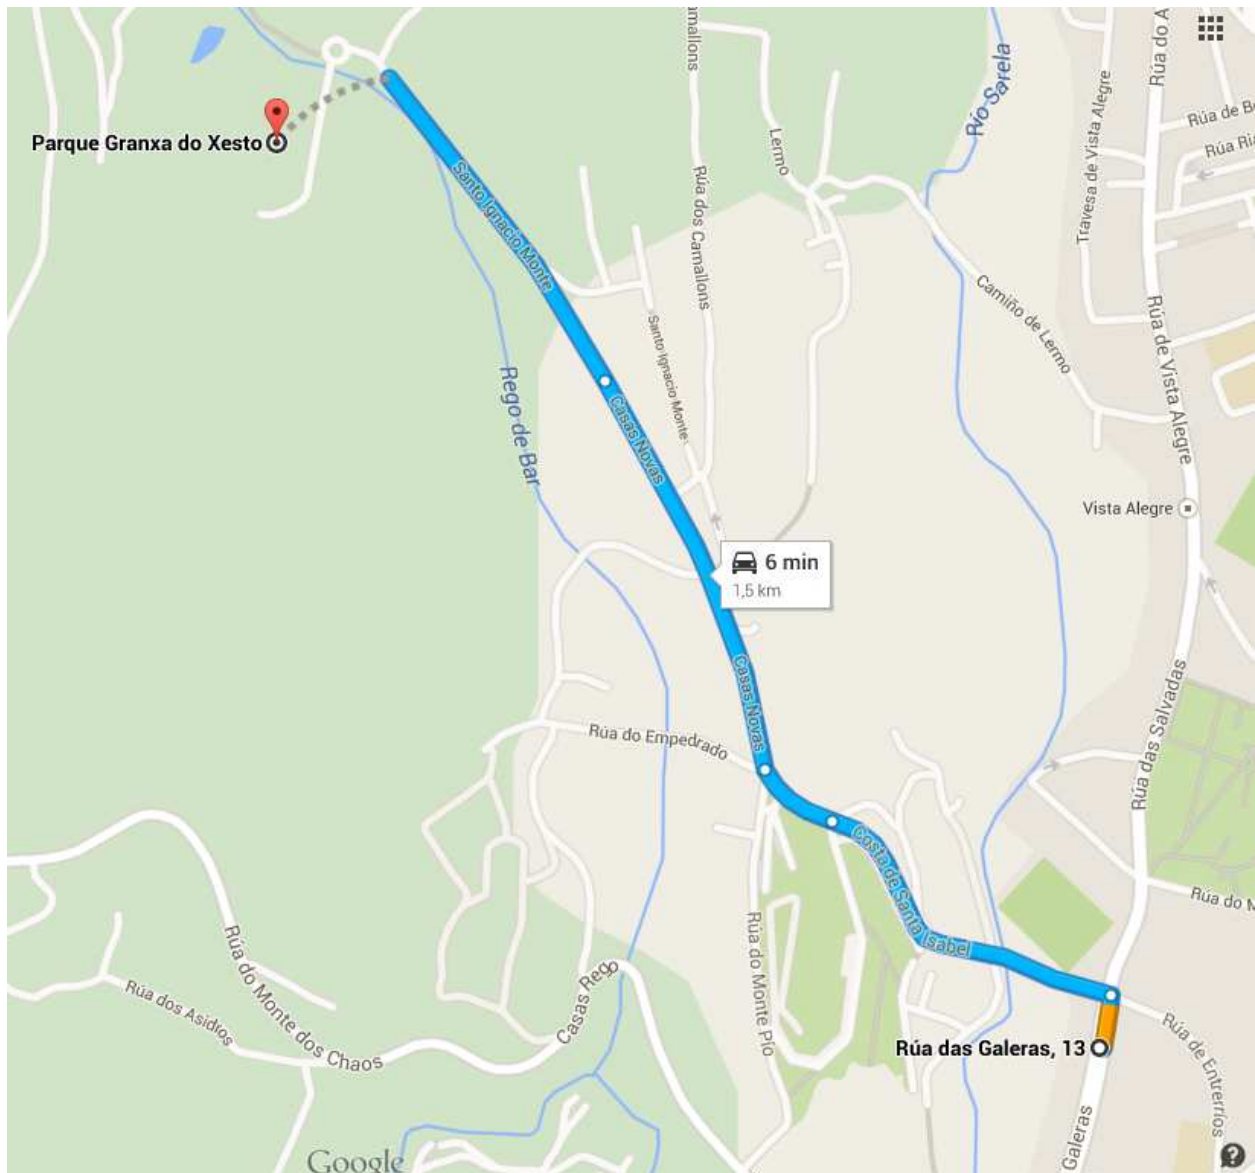 amallons
Rúa do A
Río Sarela
Rúa de B
Rúa Ria
Travesa de Vista Alegre
Parque Granxa do Xesto
Lermo
Santo Ignacio Monte
Rúa dos Camallons
Camiño de Lermo
Rúa de Vista Alegre
Santo Ignacio Monte
Rego de Bar
Casas Novas
Vista Alegre
6 min
1,5 km
Casas Novas
Rúa do Empedrado
Rúa das Salvadas
Costa de Santa Isabel
Rúa do M
Rúa do Monte dos Chaos
Rúa dos Asidios
Casas Rego
Rúa do Monte Pío
Rúa das Galeras, 13
Rúa de Entrerríos
Galeras
Google
?